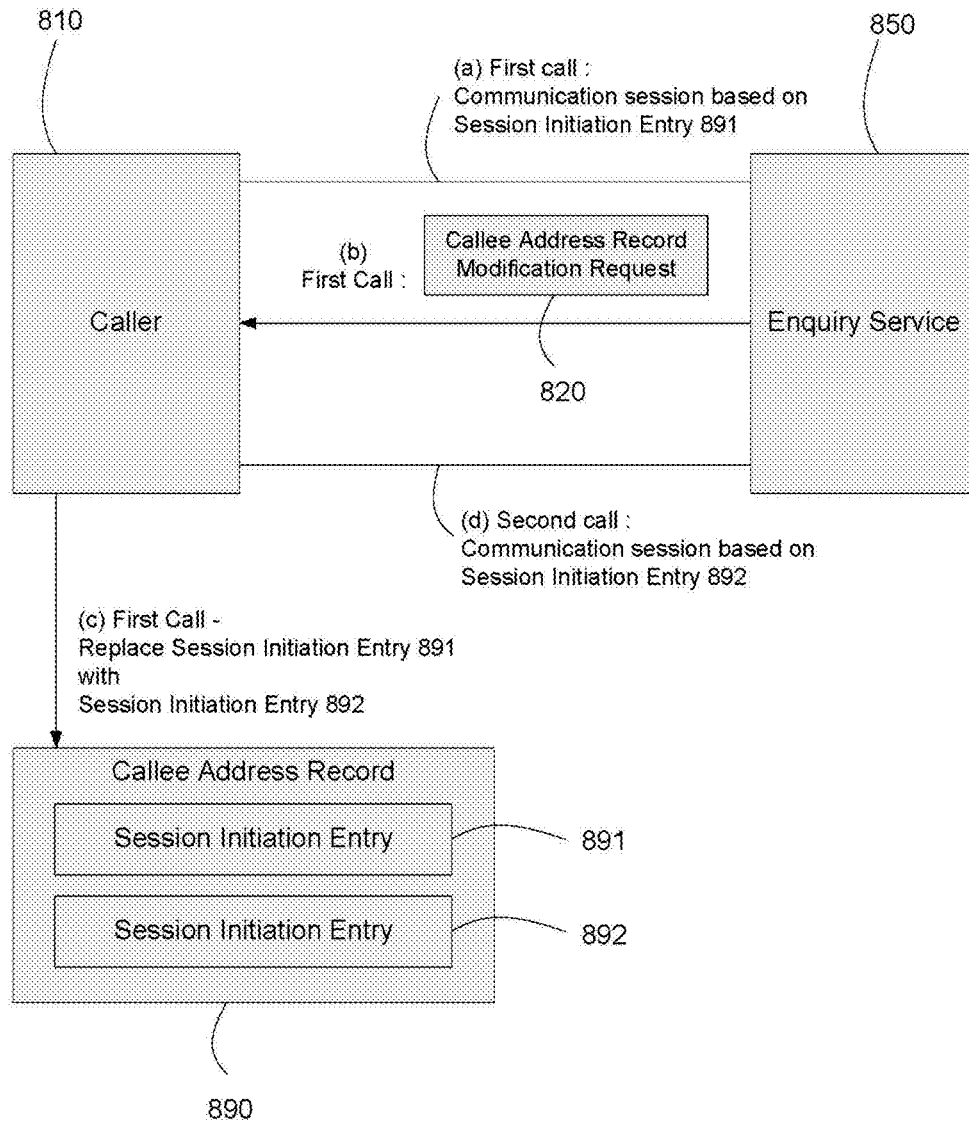 810
850
(a) First call :
Communication session based on
Session Initiation Entry 891
Callee Address Record
Modification Request
(b)
First Call :
Caller
Enquiry Service
820
(d) Second call :
Communication session based on
Session Initiation Entry 892
(c) First Call -
Replace Session Initiation Entry 891
with
Session Initiation Entry 892
Callee Address Record
Session Initiation Entry
891
Session Initiation Entry
892
890